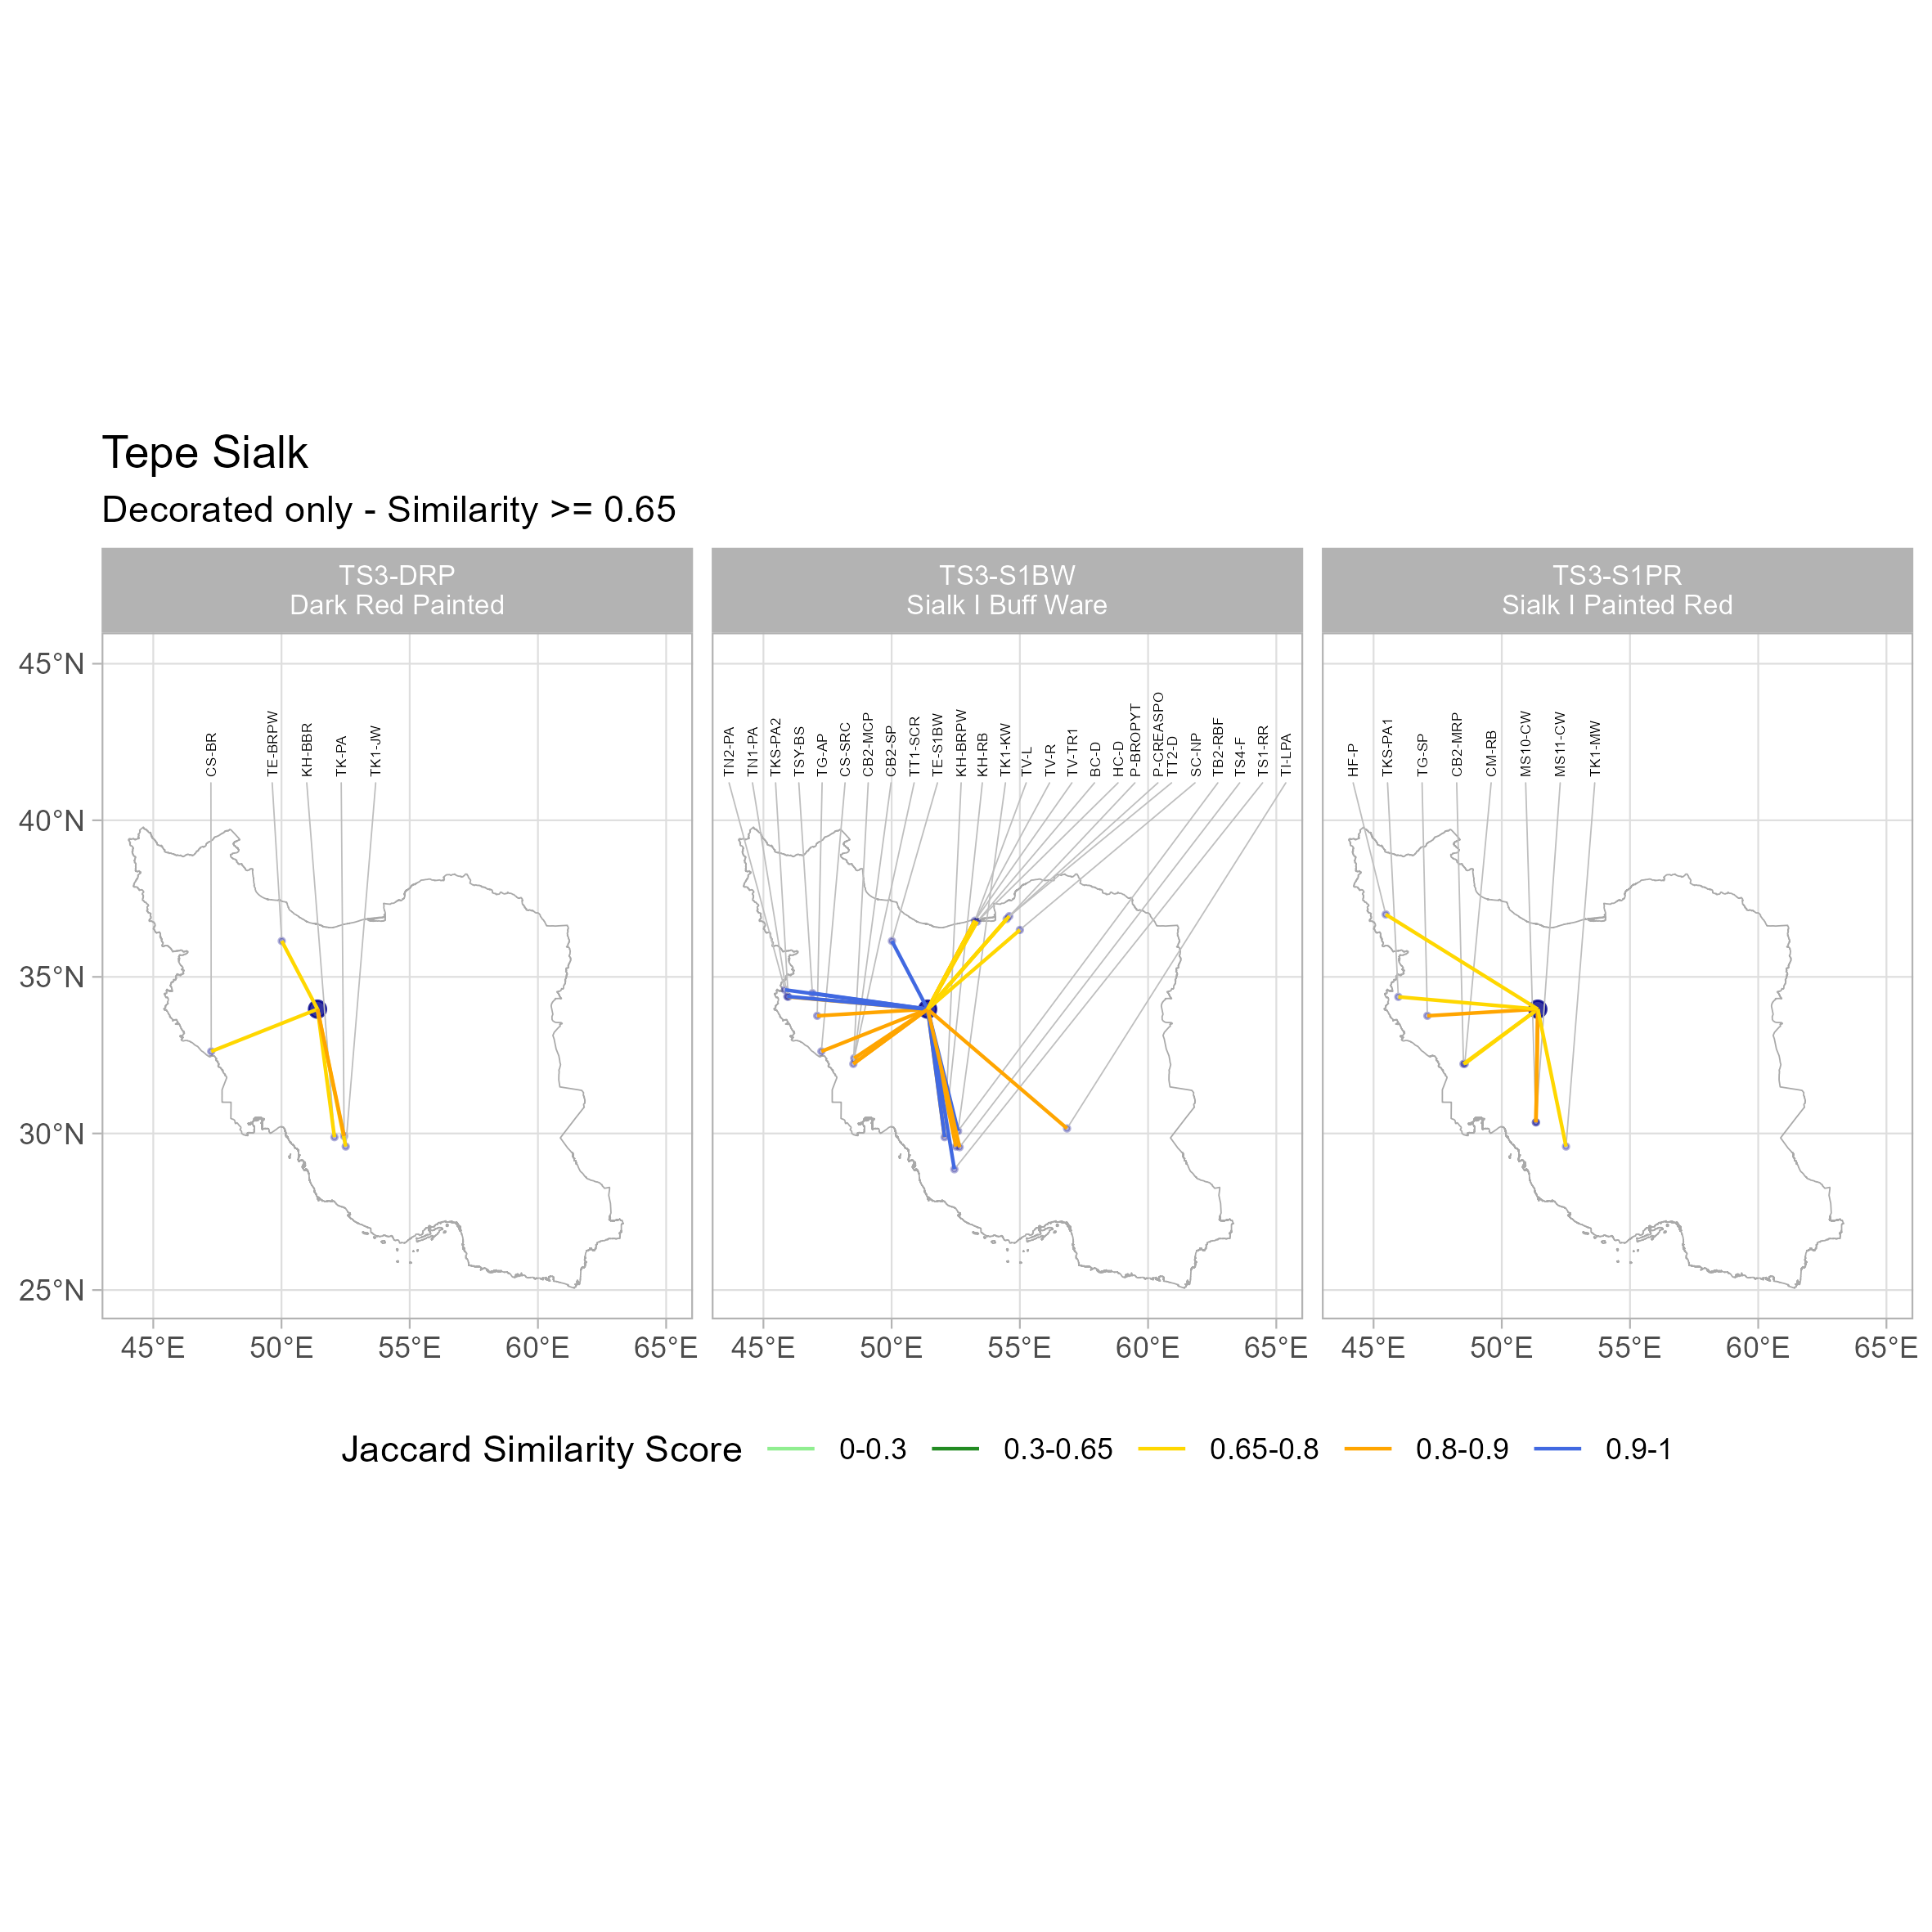 Tepe Sialk
Decorated only - Similarity >= 0.65
TS3-DRP
Dark Red Painted
TS3-S1BW
Sialk I Buff Ware
TS3-S1PR
Sialk I Painted Red
45°N
40°N
35°N
30°N
25°N
CS-BR
TE-BRPW
KH-BBR
TK-PA
TK1-JW
TN2-PA
TN1-PA
TKS-PA2
TSY-BS
TG-AP
CS-SRC
CB2-MCP
CB2-SP
TT1-SCR
TE-S1BW
KH-BRPW
KH-RB
TK1-KW
TV-L
TV-R
TV-TR1
BC-D
HC-D
P-BROPYT
P-CREASPO
TT2-D
SC-NP
TB2-RBF
TS4-F
TS1-RR
TI-LPA
HF-P
TKS-PA1
TG-SP
CB2-MRP
CM-RB
MS10-CW
MS11-CW
TK1-MW
45°E 50°E 55°E 60°E 65°E
45°E 50°E 55°E 60°E 65°E
45°E 50°E 55°E 60°E 65°E
Jaccard Similarity Score 0-0.3 0.3-0.65 0.65-0.8 0.8-0.9 0.9-1